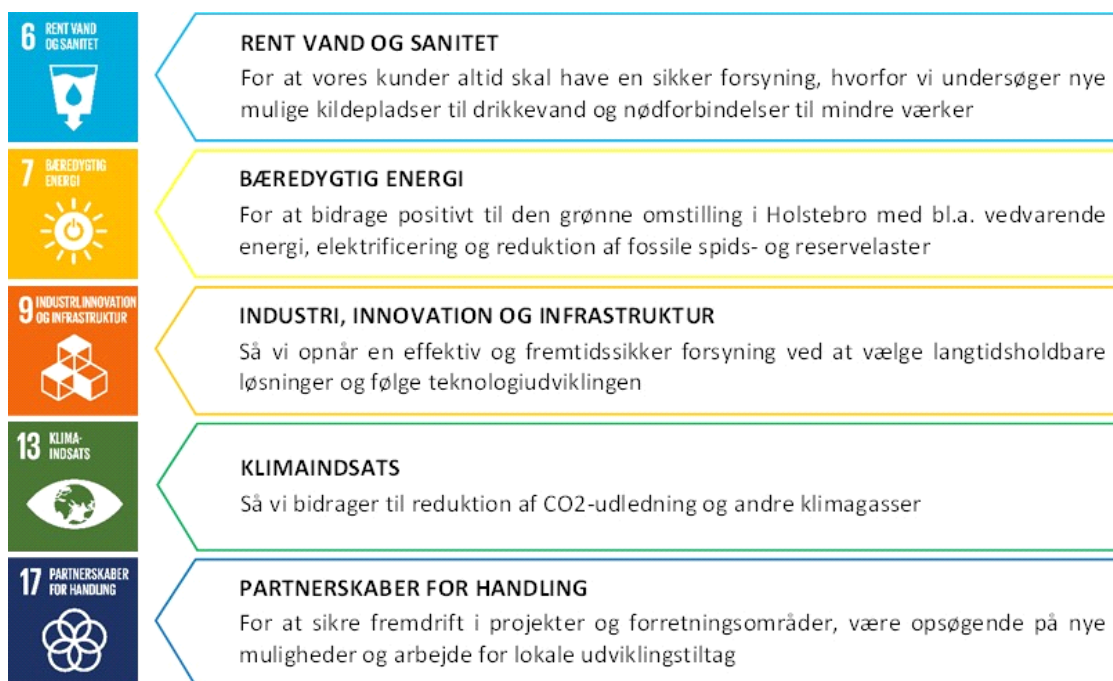 6 RENT VAND
OG SANITET
RENT VAND OG SANITET
For at vores kunder altid skal have en sikker forsyning, hvorfor vi undersøger nye
mulige kildepladser til drikkevand og nødforbindelser til mindre værker
7 BÆREDYGTIG
ENERGI
BÆREDYGTIG ENERGI
For at bidrage positivt til den grønne omstilling i Holstebro med bl.a. vedvarende
energi, elektrificering og reduktion af fossile spids- og reservelaster
9 INDUSTRI, INNOVATION
OG INFRASTRUKTUR
INDUSTRI, INNOVATION OG INFRASTRUKTUR
Så vi opnår en effektiv og fremtidssikker forsyning ved at vælge langtidsholdbare
løsninger og følge teknologiudviklingen
13 KLIMA-
INDSATS
KLIMAINDSATS
Så vi bidrager til reduktion af CO2-udledning og andre klimagasser
17 PARTNERSKABER
FOR HANDLING
PARTNERSKABER FOR HANDLING
For at sikre fremdrift i projekter og forretningsområder, være opsøgende på nye
muligheder og arbejde for lokale udviklingstiltag